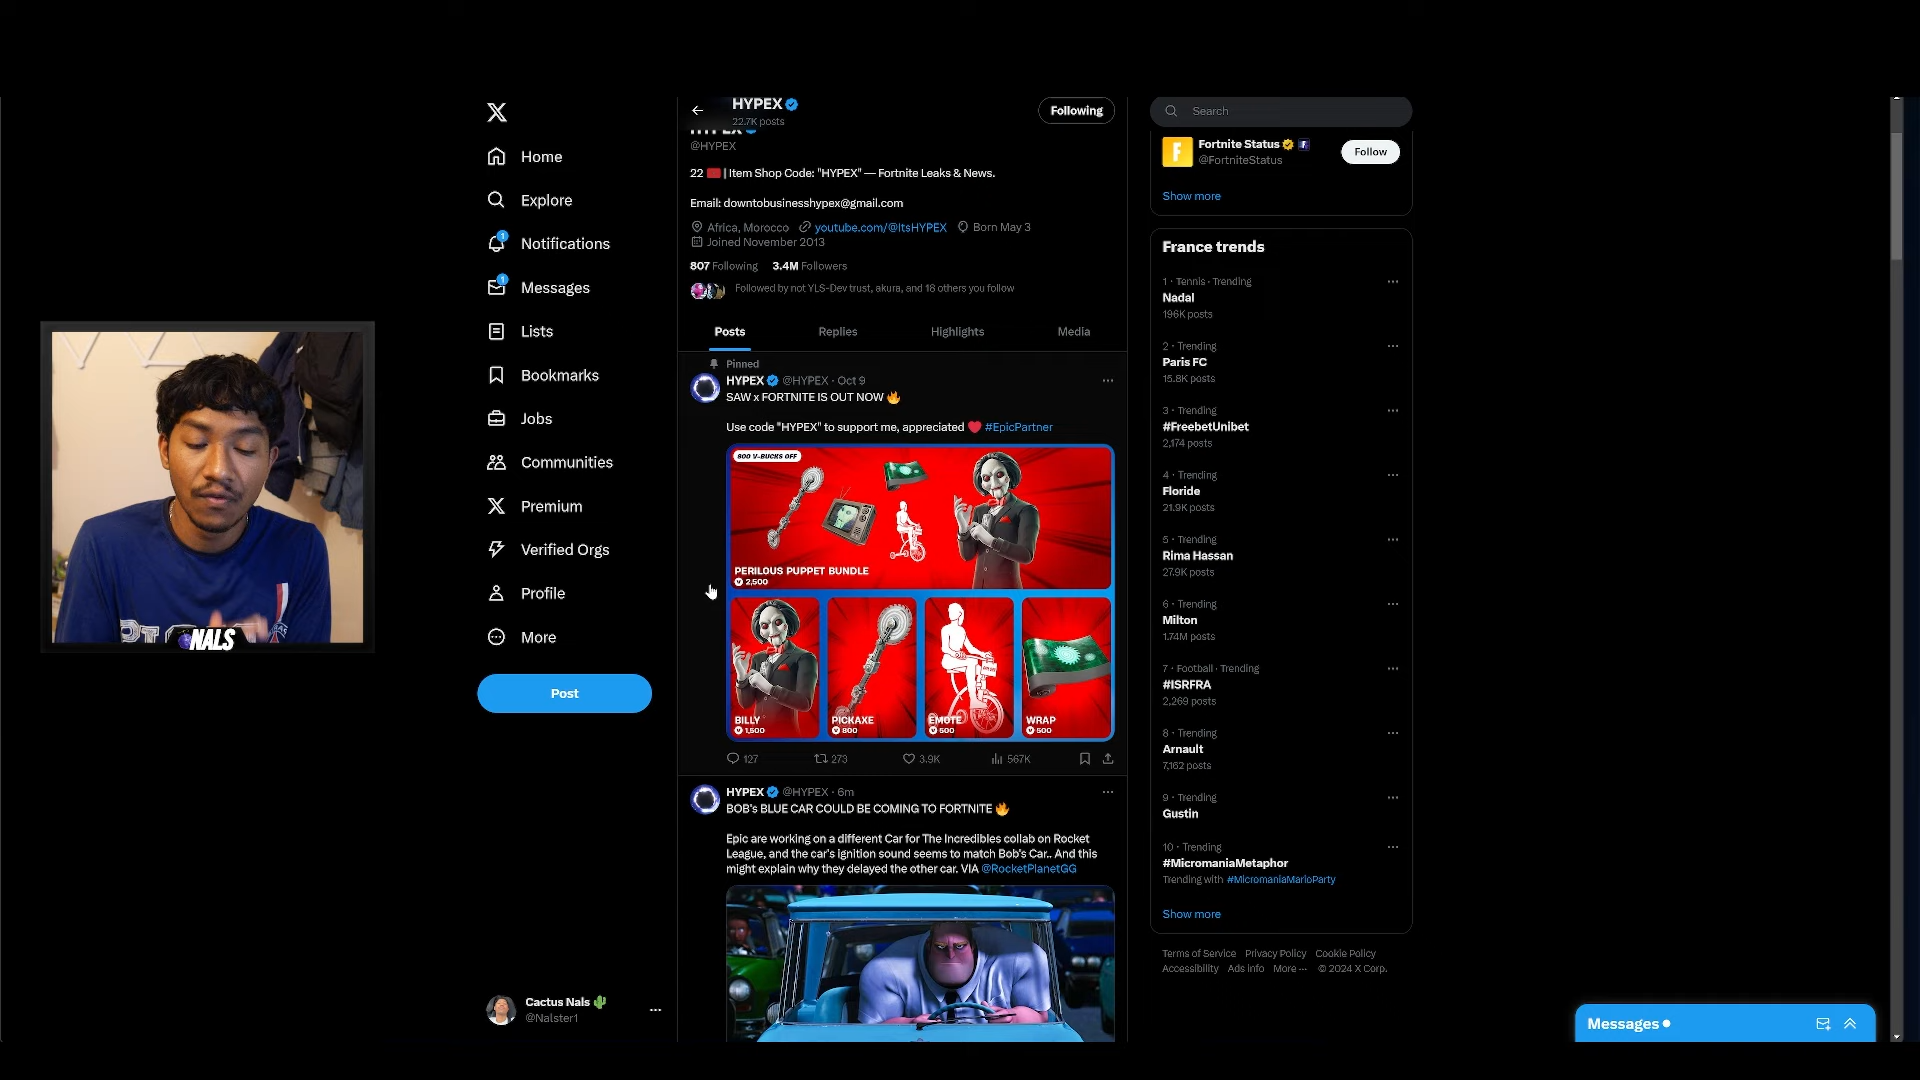 NALS
Home
Explore
1
Notifications
1
Messages
Lists
Bookmarks
Jobs
Communities
Premium
Verified Orgs
Profile
More
Post
Cactus Nals
@Nalster1
HYPEX
22.7K posts
Following
HYPEX
@HYPEX
22 | Item Shop Code: "HYPEX" — Fortnite Leaks & News.
Email: downtobusinesshypex@gmail.com
Africa, Morocco youtube.com/@ItsHYPEX Born May 3
Joined November 2013
807 Following 3.4M Followers
Followed by not YLS-Dev trust, akura, and 18 others you follow
Posts Replies Highlights Media
Pinned
HYPEX @HYPEX · Oct 9
SAW x FORTNITE IS OUT NOW
Use code "HYPEX" to support me, appreciated #EpicPartner
800 V-BUCKS OFF
PERILOUS PUPPET BUNDLE
2,500
BILLY
1,500
PICKAXE
800
EMOTE
500
WRAP
500
127 273 3.9K 567K
HYPEX @HYPEX · 6m
BOB's BLUE CAR COULD BE COMING TO FORTNITE
Epic are working on a different Car for The Incredibles collab on Rocket
League, and the car's ignition sound seems to match Bob's Car.. And this
might explain why they delayed the other car. VIA @RocketPlanetGG
Search
Fortnite Status
@FortniteStatus
Follow
Show more
France trends
1 · Tennis · Trending
Nadal
196K posts
2 · Trending
Paris FC
15.8K posts
3 · Trending
#FreebetUnibet
2,174 posts
4 · Trending
Floride
21.9K posts
5 · Trending
Rima Hassan
27.9K posts
6 · Trending
Milton
1.74M posts
7 · Football · Trending
#ISRFRA
2,269 posts
8 · Trending
Arnault
7,162 posts
9 · Trending
Gustin
10 · Trending
#MicromaniaMetaphor
Trending with #MicromaniaMarioParty
Show more
Terms of Service Privacy Policy Cookie Policy
Accessibility Ads info More ··· © 2024 X Corp.
Messages